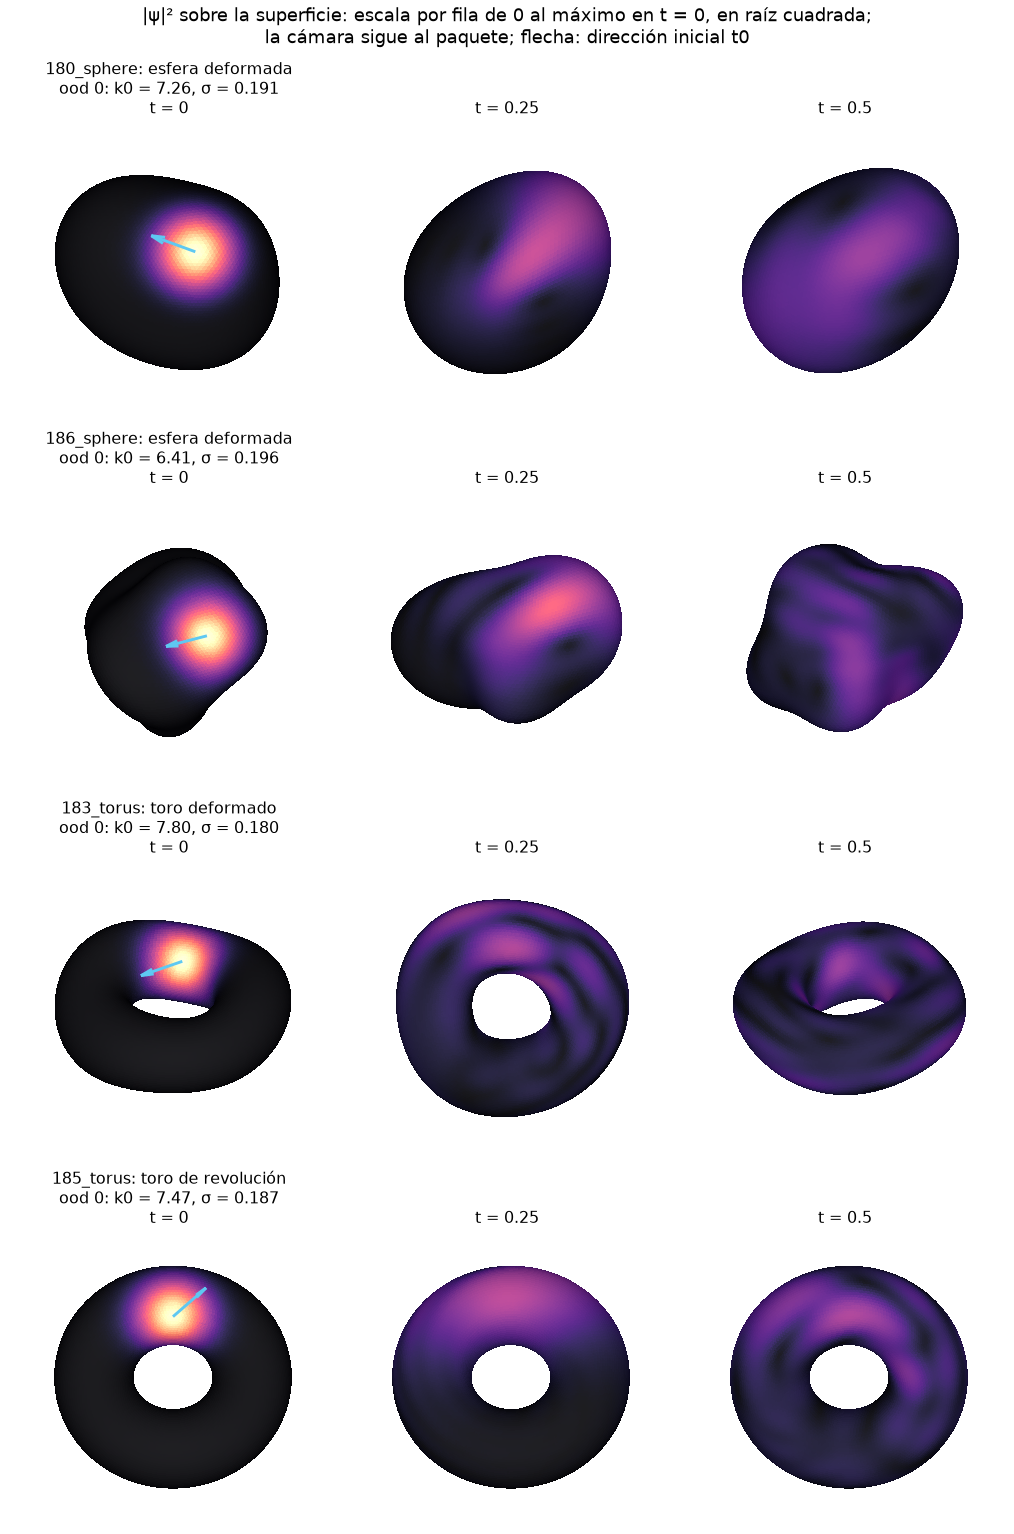 |ψ|² sobre la superficie: escala por fila de 0 al máximo en t = 0, en raíz cuadrada;
la cámara sigue al paquete; flecha: dirección inicial t0
180_sphere: esfera deformada
ood 0: k0 = 7.26, σ = 0.191
t = 0
t = 0.25
t = 0.5
186_sphere: esfera deformada
ood 0: k0 = 6.41, σ = 0.196
t = 0
t = 0.25
t = 0.5
183_torus: toro deformado
ood 0: k0 = 7.80, σ = 0.180
t = 0
t = 0.25
t = 0.5
185_torus: toro de revolución
ood 0: k0 = 7.47, σ = 0.187
t = 0
t = 0.25
t = 0.5